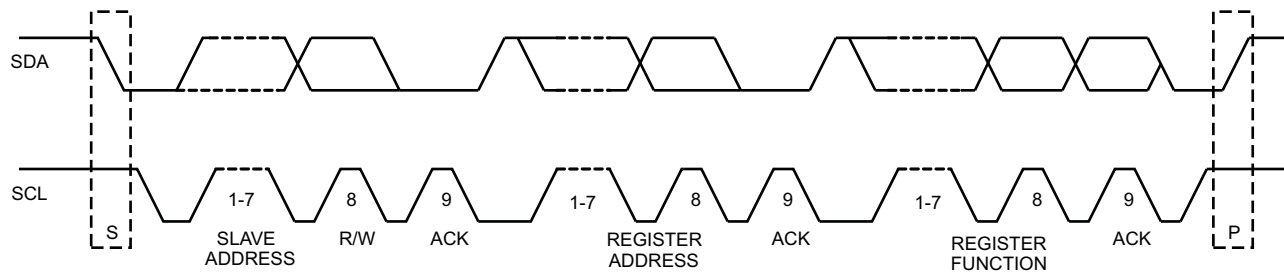 SDA
SCL
S
1-7
8
9
1-7
8
9
1-7
8
9
P
SLAVE
ADDRESS
R/W
ACK
REGISTER
ADDRESS
ACK
REGISTER
FUNCTION
ACK